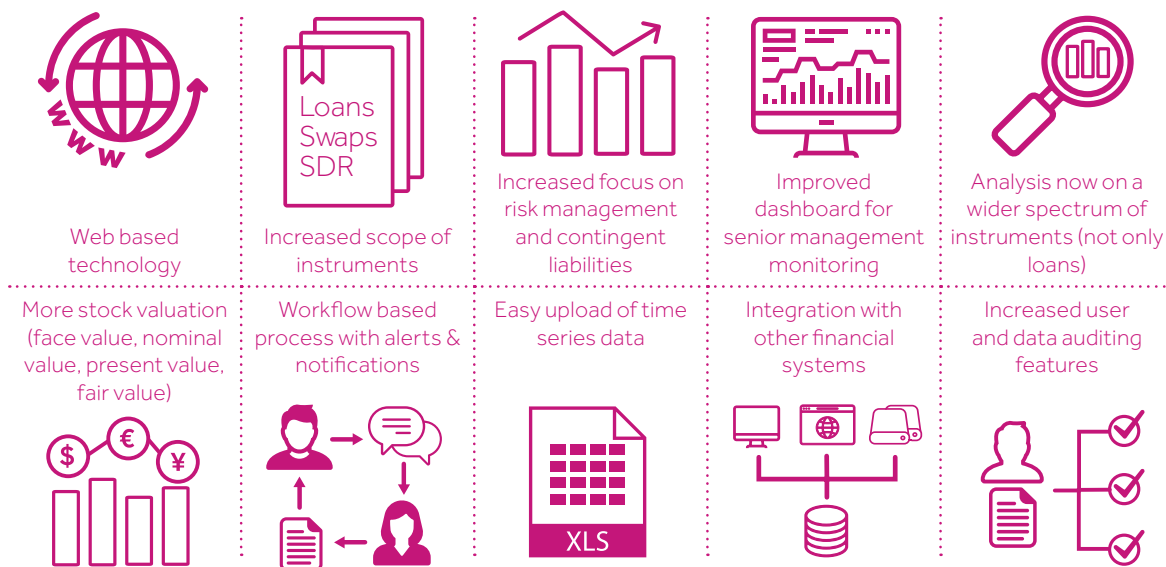 www
Web based
technology
Loans
Swaps
SDR
Increased scope of
instruments
Increased focus on
risk management
and contingent
liabilities
Improved
dashboard for
senior management
monitoring
Analysis now on a
wider spectrum of
instruments (not only
loans)
More stock valuation
(face value, nominal
value, present value,
fair value)
$
€
¥
Workflow based
process with alerts &
notifications
Easy upload of time
series data
XLS
Integration with
other financial
systems
Increased user
and data auditing
features